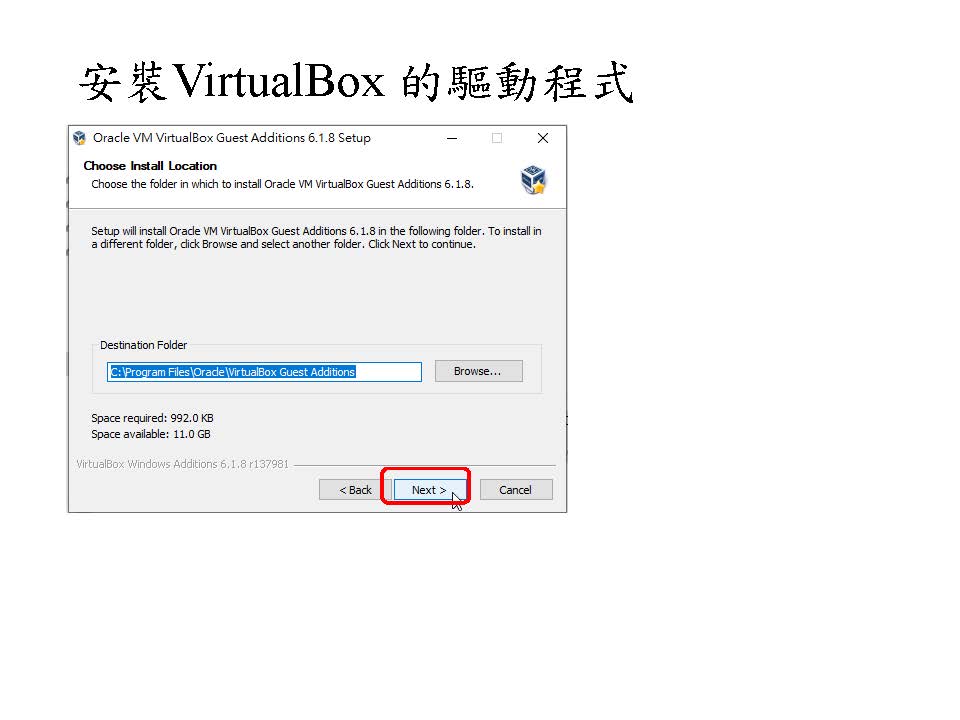 安裝VirtualBox 的驅動程式
Oracle VM VirtualBox Guest Additions 6.1.8 Setup
Choose Install Location
Choose the folder in which to install Oracle VM VirtualBox Guest Additions 6.1.8.
Setup will install Oracle VM VirtualBox Guest Additions 6.1.8 in the following folder. To install in
a different folder, click Browse and select another folder. Click Next to continue.
Destination Folder
C:\Program Files\Oracle\VirtualBox Guest Additions
Browse...
Space required: 992.0 KB
Space available: 11.0 GB
VirtualBox Windows Additions 6.1.8 r137981
< Back
Next >
Cancel